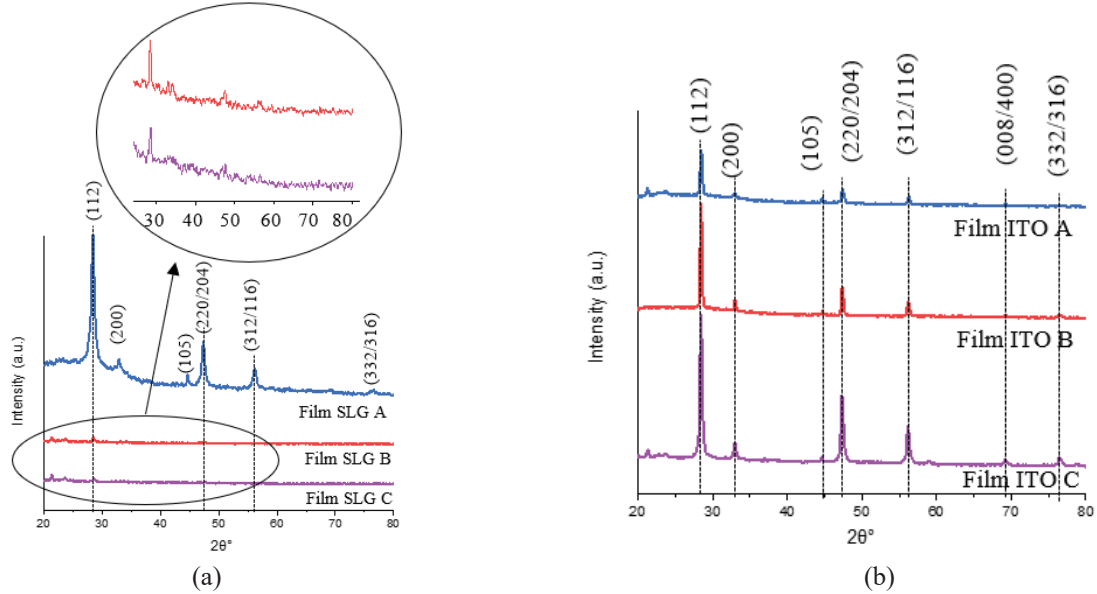 30 40 50 60 70 80
(112)
(200)
(105)
(220/204)
(312/116)
(332/316)
Intensity (a.u.)
Film SLG A
Film SLG B
Film SLG C
20 30 40 50 60 70 80
2θ°
(a)
(112)
(200)
(105)
(220/204)
(312/116)
(008/400)
(332/316)
Intensity (a.u.)
Film ITO A
Film ITO B
Film ITO C
20 30 40 50 60 70 80
2θ°
(b)